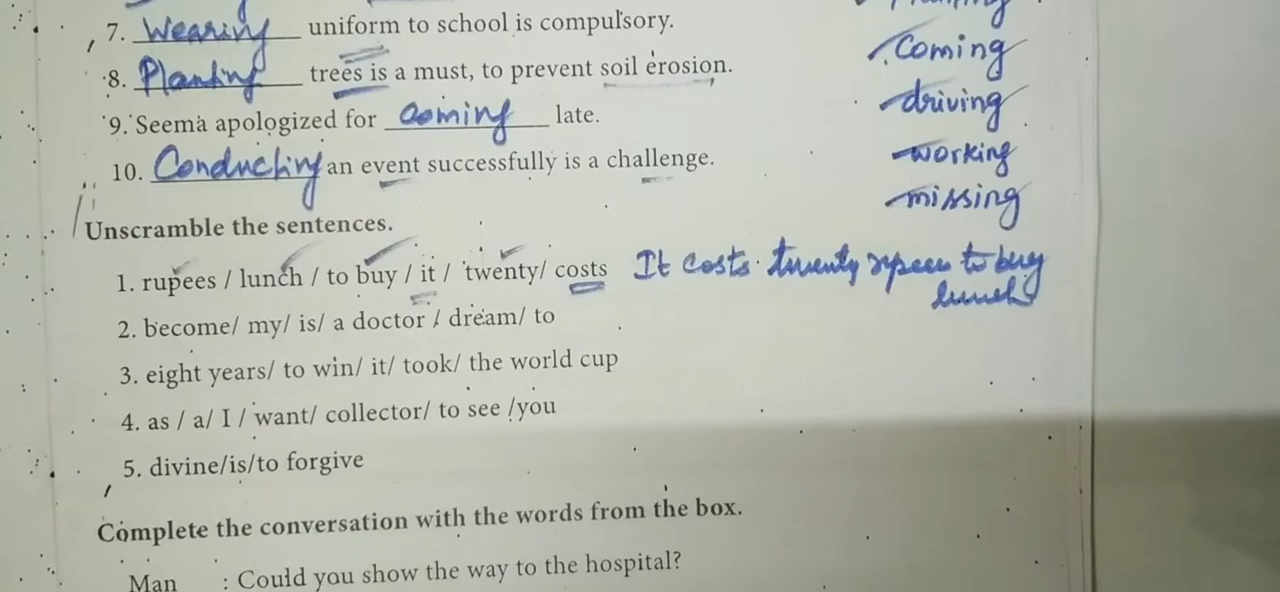 7. Wearing uniform to school is compulsory.
coming
8. Planting trees is a must, to prevent soil erosion.
driving
9. Seema apologized for coming late.
working
10. Conducting an event successfully is a challenge.
missing
Unscramble the sentences.
1. rupees / lunch / to buy / it / twenty/ costs It costs twenty rpees to buy
lunch
2. become/ my/ is/ a doctor / dream/ to
3. eight years/ to win/ it/ took/ the world cup
4. as / a/ I / want/ collector/ to see /you
5. divine/is/to forgive
Complete the conversation with the words from the box.
Man : Could you show the way to the hospital?